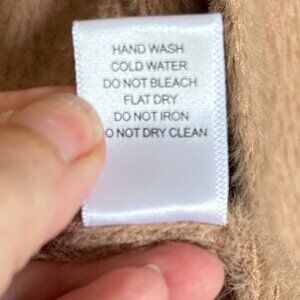 HAND WASH
COLD WATER
DO NOT BLEACH
FLAT DRY
DO NOT IRON
DO NOT DRY CLEAN